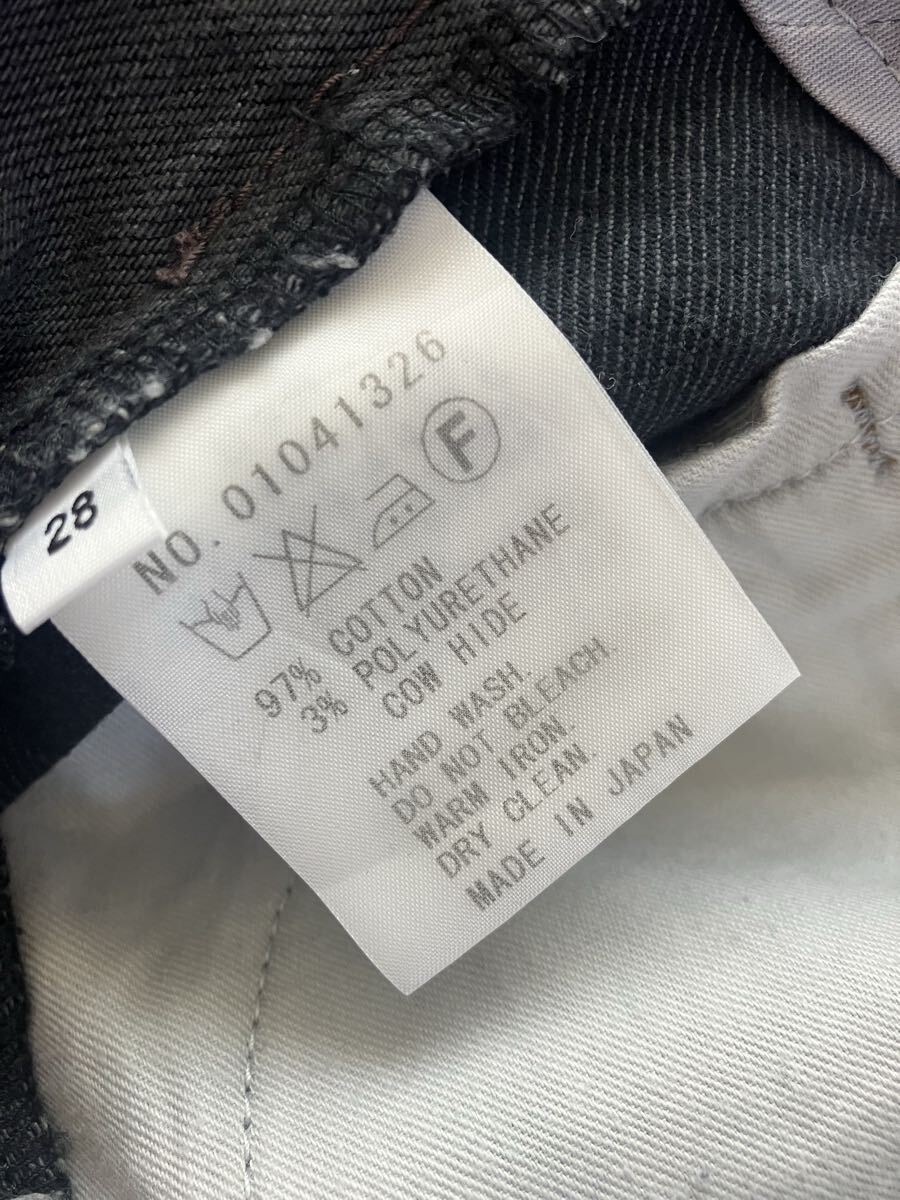 28
NO. 01041326
F
97% COTTON
3% POLYURETHANE
COW HIDE
HAND WASH.
DO NOT BLEACH.
WARM IRON.
DRY CLEAN.
MADE IN JAPAN